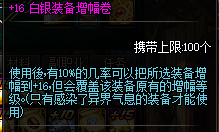 +16 白银装备增幅卷
携带上限100个
使用後,有10%的几率可以把所选装备增
幅到+16,但会覆盖该装备原有的增幅等
级。(只有感染了异界气息的装备才能使
用)